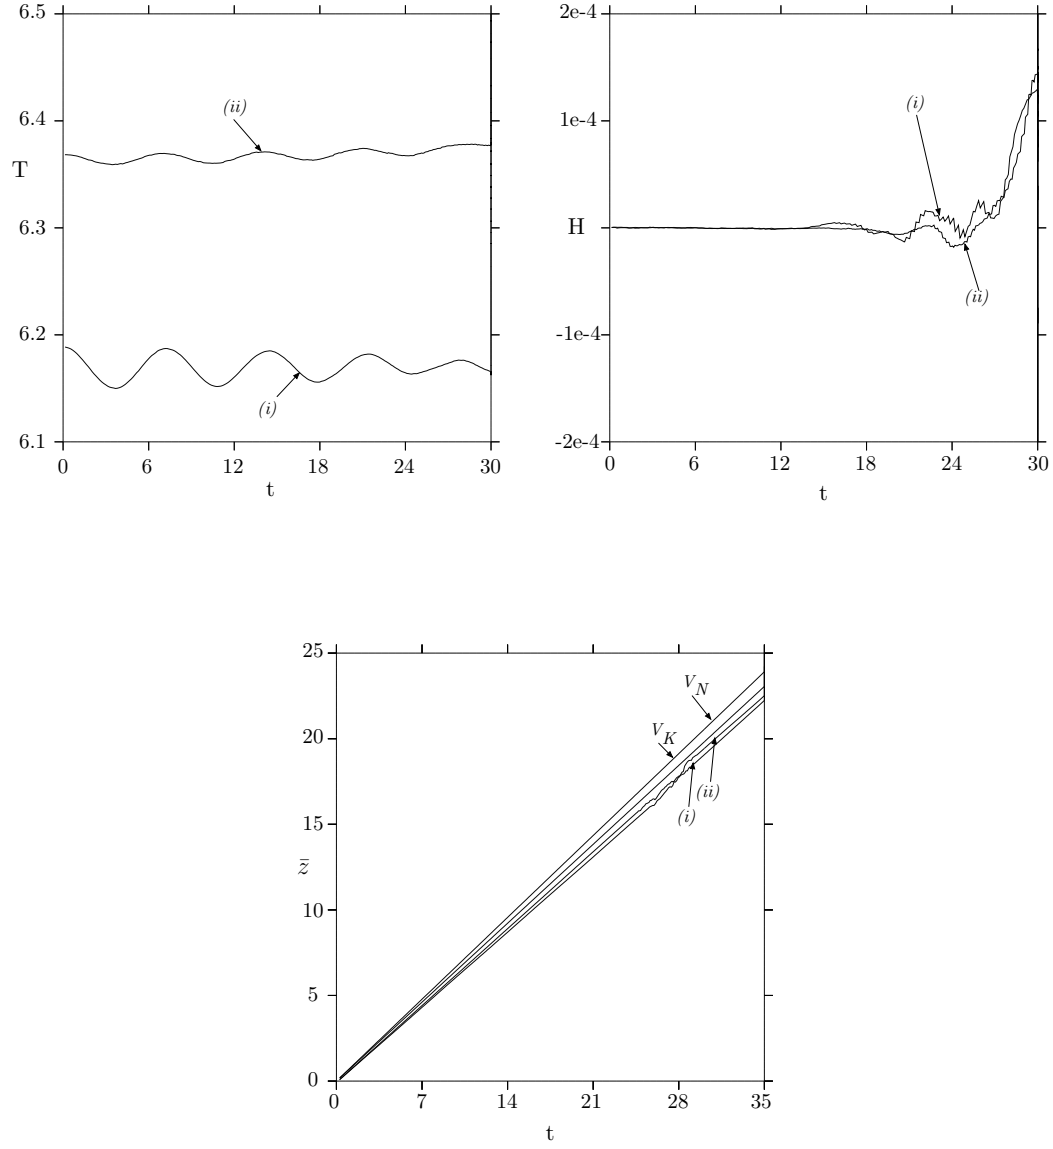 6.5
6.4
(ii)
T
6.3
6.2
(i)
6.1
0 6 12 18 24 30
t
2e-4
1e-4
(i)
H
(ii)
-1e-4
-2e-4
0 6 12 18 24 30
t
25
V_N
V_K
20
(ii)
(i)
15
z̄
10
5
0
0 7 14 21 28 35
t